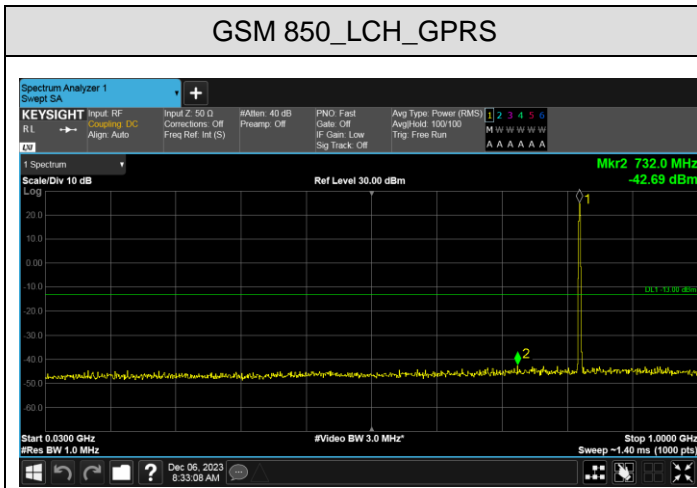 GSM 850_LCH_GPRS
Spectrum Analyzer 1
Swept SA
KEYSIGHT
RL
Input: RF
Coupling: DC
Align: Auto
Input Z: 50 Ω
Corrections: Off
Freq Ref: Int (S)
#Atten: 40 dB
Preamp: Off
PNO: Fast
Gate: Off
IF Gain: Low
Sig Track: Off
Avg Type: Power (RMS)
Avg|Hold: 100/100
Trig: Free Run
1 2 3 4 5 6
M W W W W W
A A A A A A
1 Spectrum
Scale/Div 10 dB
Ref Level 30.00 dBm
Mkr2 732.0 MHz
-42.69 dBm
Log
1
20.0
10.0
0.00
-10.0
DL1 -13.00 dBm
-20.0
-30.0
-40.0
2
-50.0
-60.0
Start 0.0300 GHz
#Res BW 1.0 MHz
#Video BW 3.0 MHz*
Stop 1.0000 GHz
Sweep ~1.40 ms (1000 pts)
?
Dec 06, 2023
8:33:08 AM